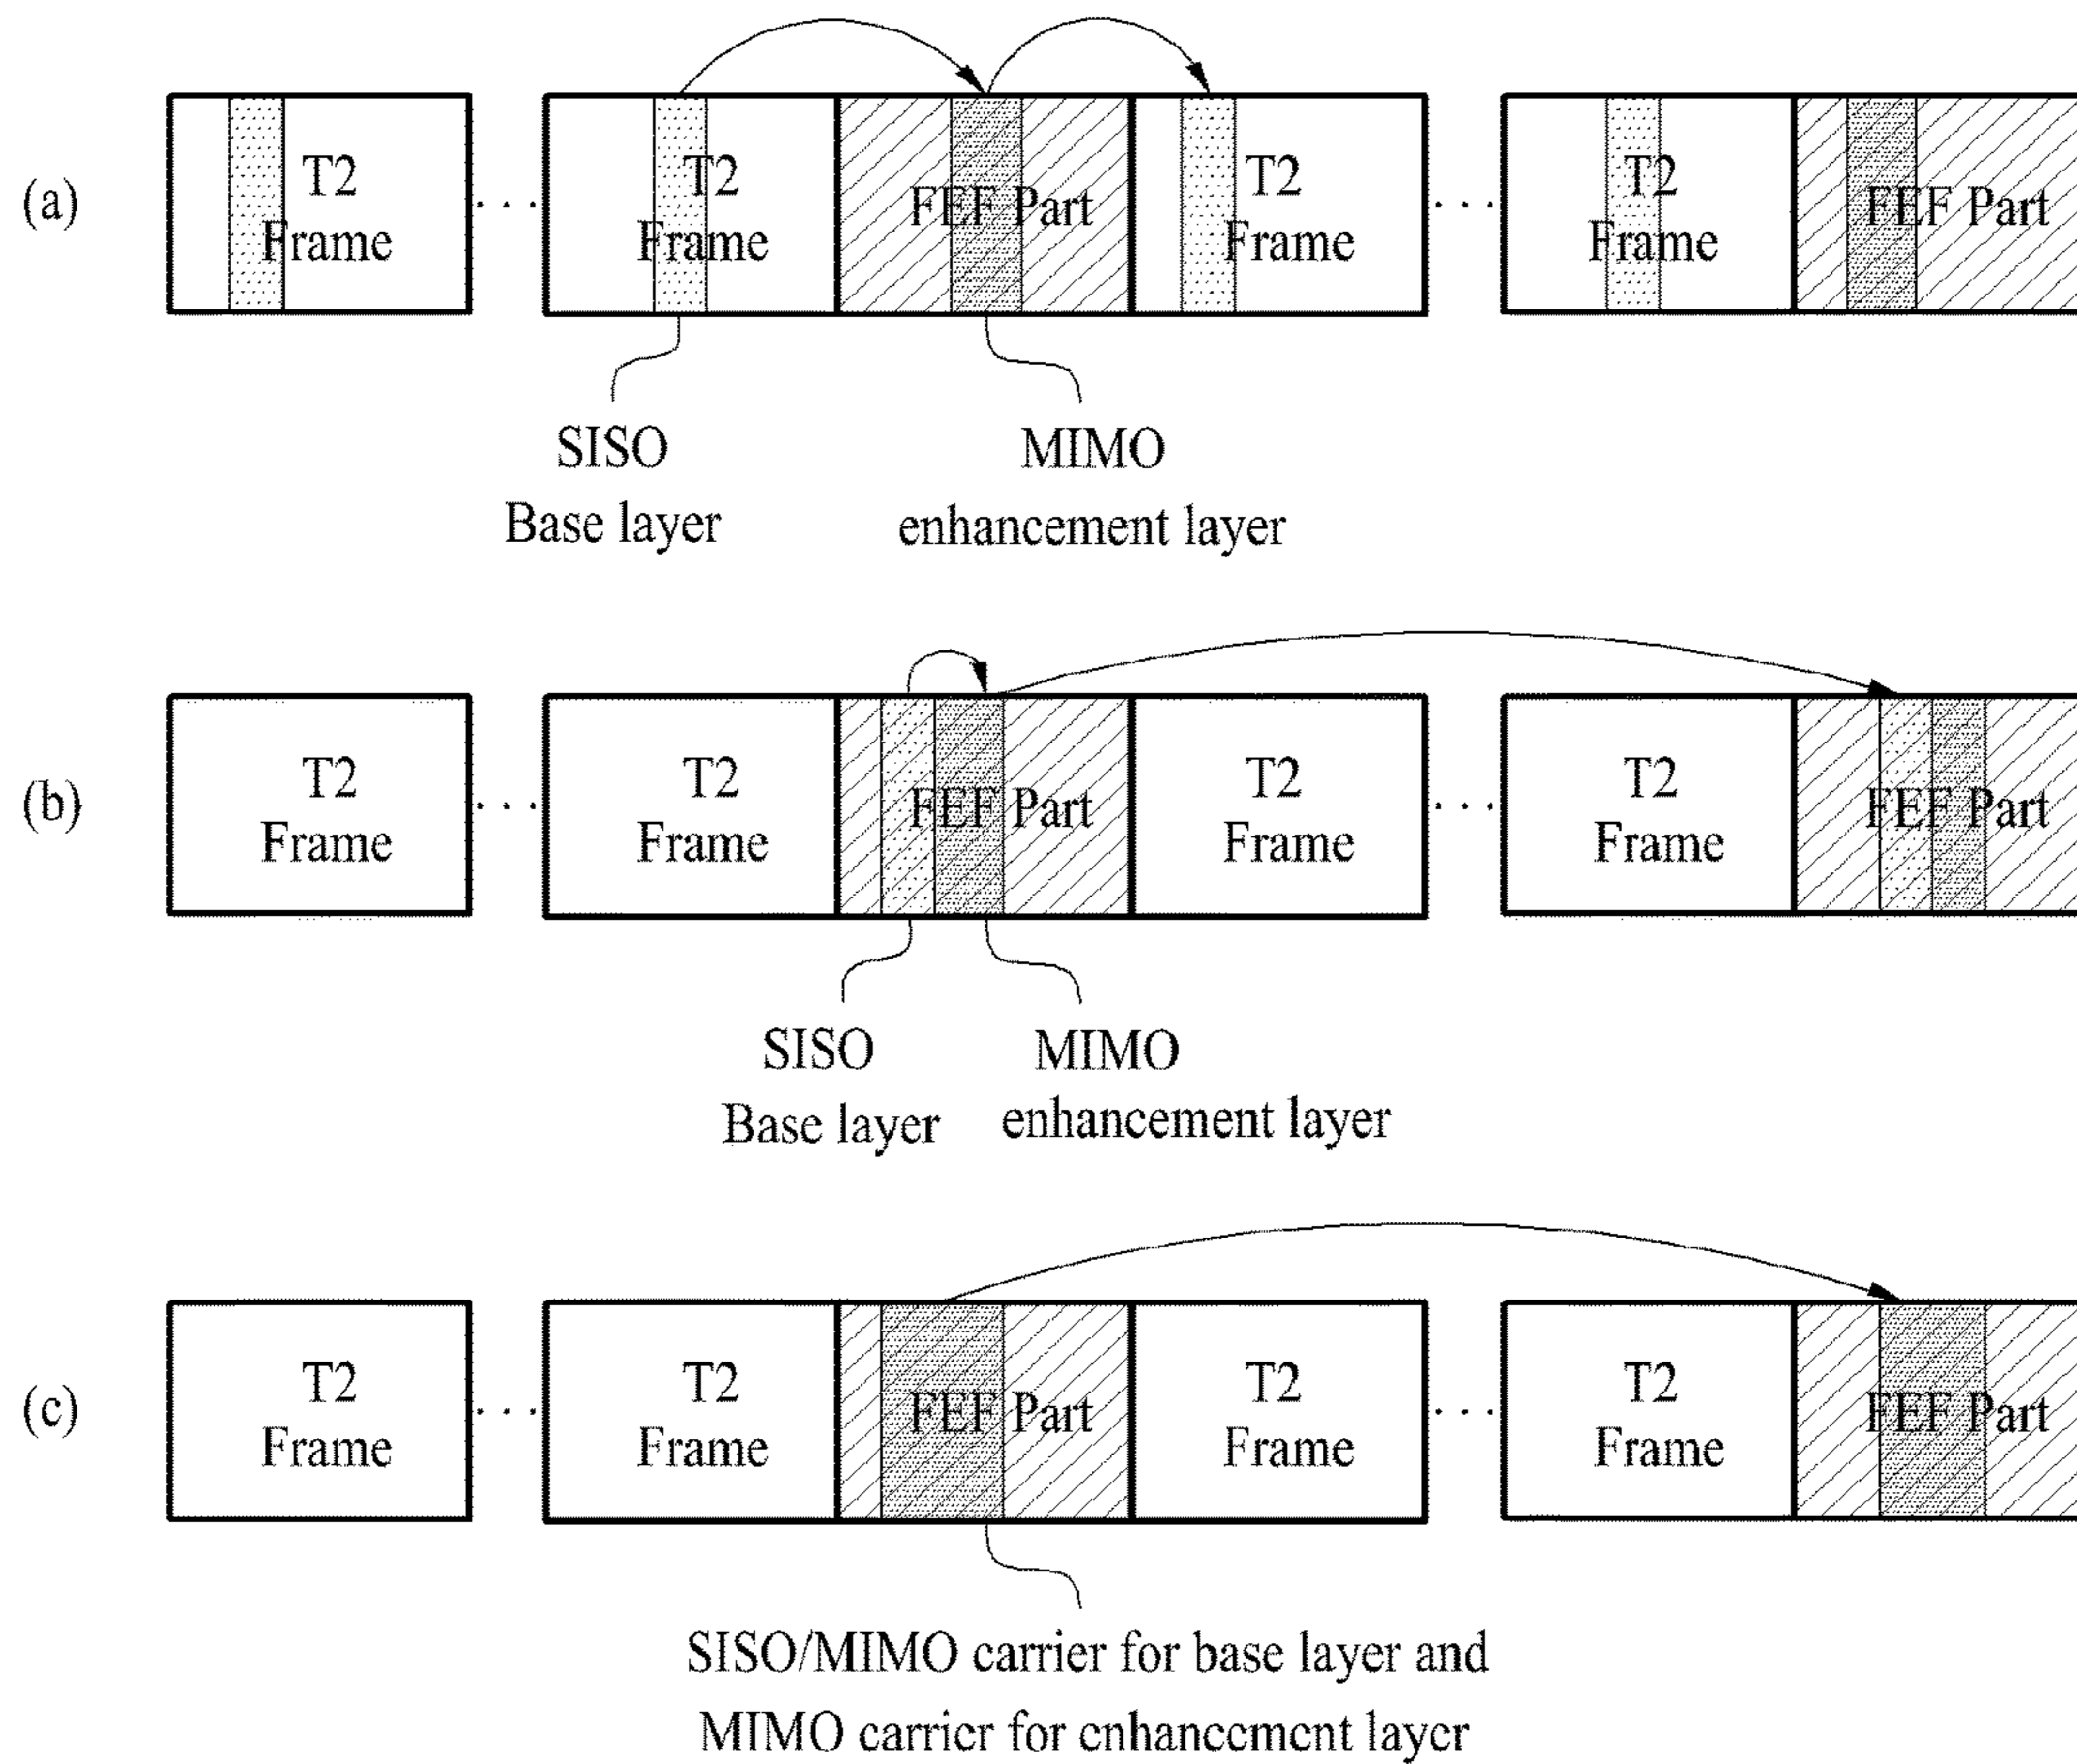 (a)
T2
Frame
. . .
T2
Frame
FEF Part
T2
Frame
. . .
T2
Frame
FEF Part
SISO
Base layer
MIMO
enhancement layer
(b)
T2
Frame
. . .
T2
Frame
FEF Part
T2
Frame
. . .
T2
Frame
FEF Part
SISO
Base layer
MIMO
enhancement layer
(c)
T2
Frame
. . .
T2
Frame
FEF Part
T2
Frame
. . .
T2
Frame
FEF Part
SISO/MIMO carrier for base layer and
MIMO carrier for enhancement layer